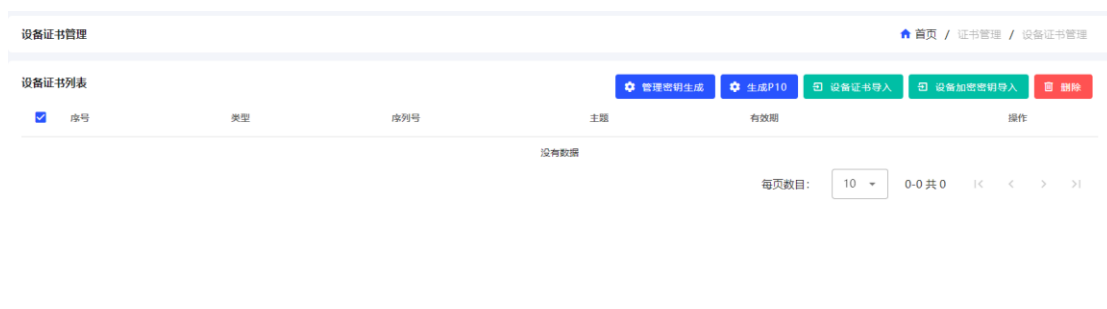 设备证书管理 首页 / 证书管理 / 设备证书管理
设备证书列表 管理密钥生成 生成P10 设备证书导入 设备加密密钥导入 删除
序号 类型 序列号 主题 有效期 操作
没有数据
每页数目: 10 0-0 共 0